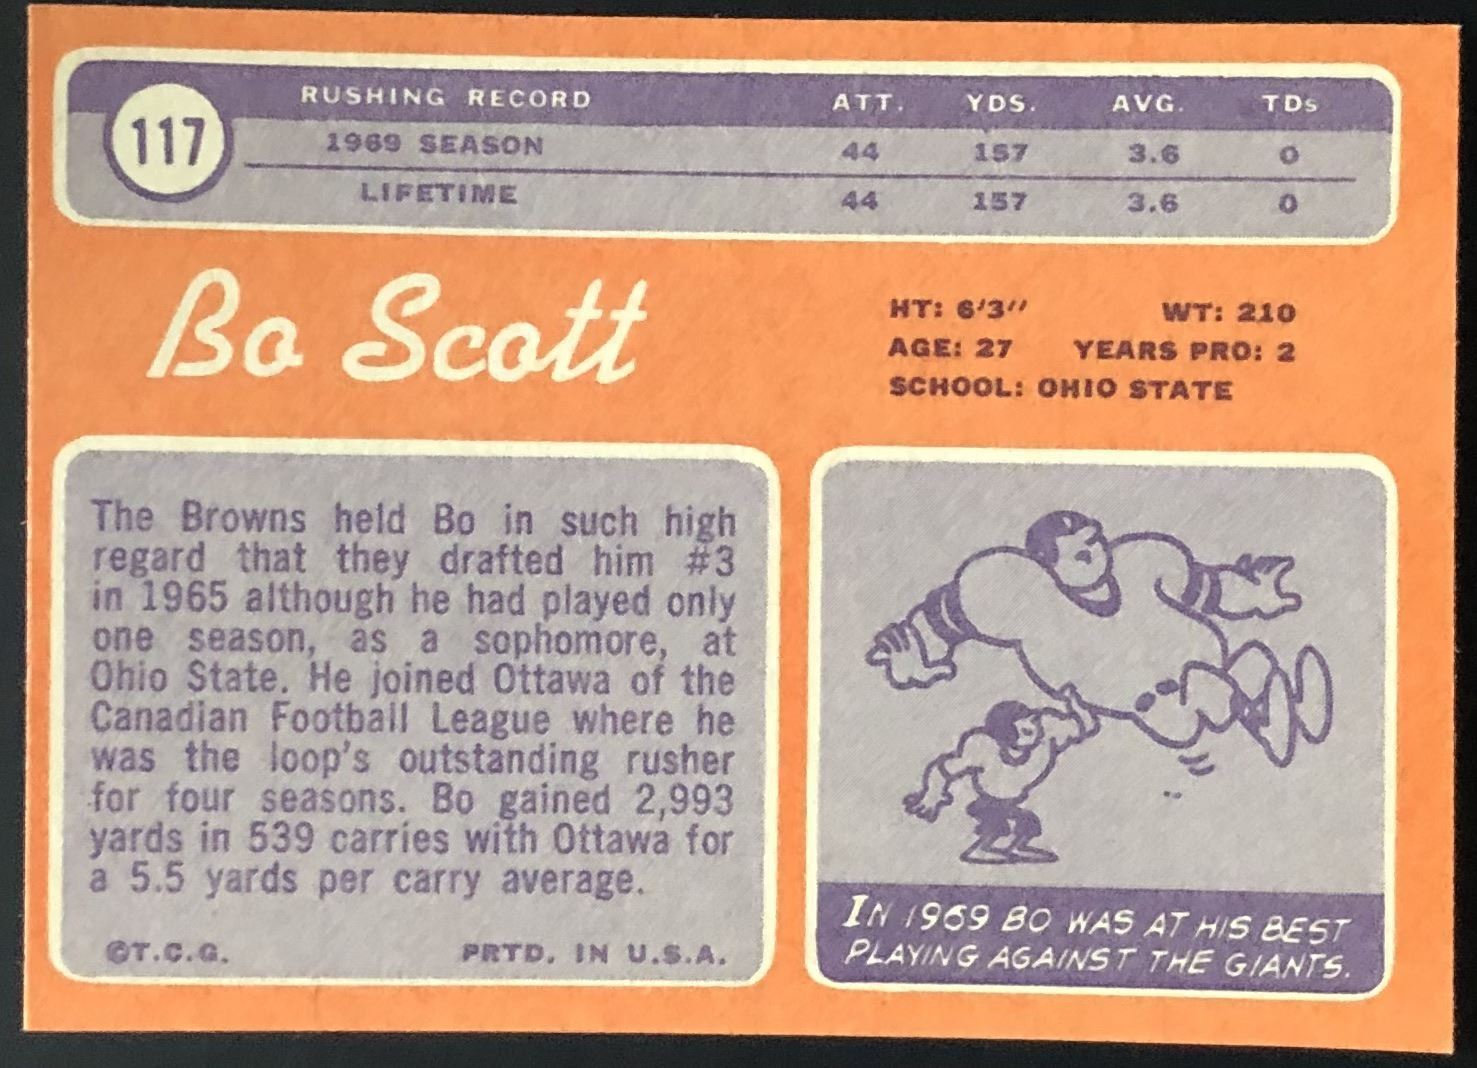 117
RUSHING RECORD ATT. YDS. AVG. TDs
1969 SEASON 44 157 3.6 0
LIFETIME 44 157 3.6 0
Bo Scott
HT: 6'3" WT: 210
AGE: 27 YEARS PRO: 2
SCHOOL: OHIO STATE
The Browns held Bo in such high
regard that they drafted him #3
in 1965 although he had played only
one season, as a sophomore, at
Ohio State. He joined Ottawa of the
Canadian Football League where he
was the loop's outstanding rusher
for four seasons. Bo gained 2,993
yards in 539 carries with Ottawa for
a 5.5 yards per carry average.
©T.C.G. PRTD. IN U.S.A.
IN 1969 BO WAS AT HIS BEST
PLAYING AGAINST THE GIANTS.